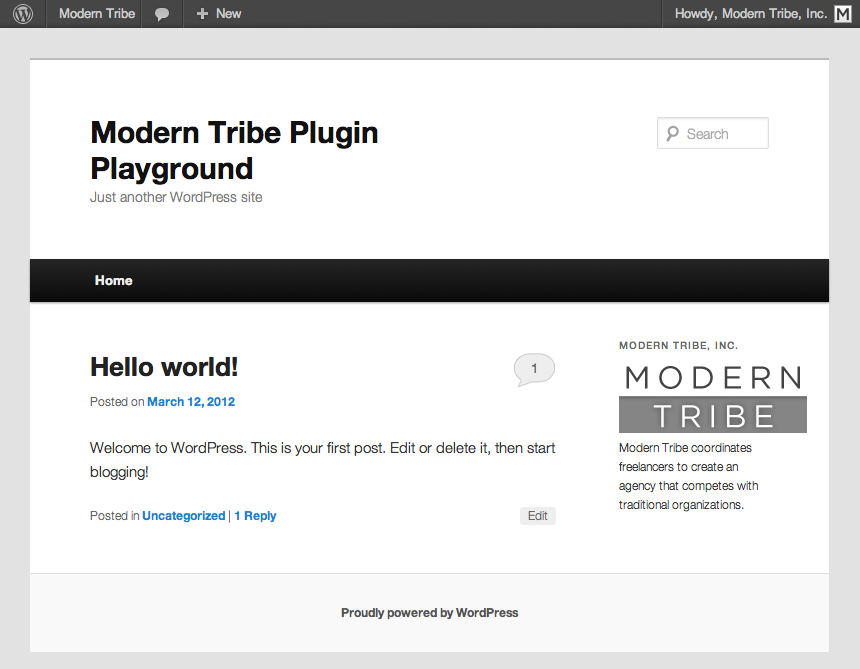 Modern Tribe
New
Howdy, Modern Tribe, Inc.
M
Modern Tribe Plugin
Playground
Just another WordPress site
Search
Home
Hello world!
1
Posted on March 12, 2012
Welcome to WordPress. This is your first post. Edit or delete it, then start
blogging!
Posted in Uncategorized | 1 Reply
Edit
MODERN TRIBE, INC.
MODERN
TRIBE
Modern Tribe coordinates
freelancers to create an
agency that competes with
traditional organizations.
Proudly powered by WordPress